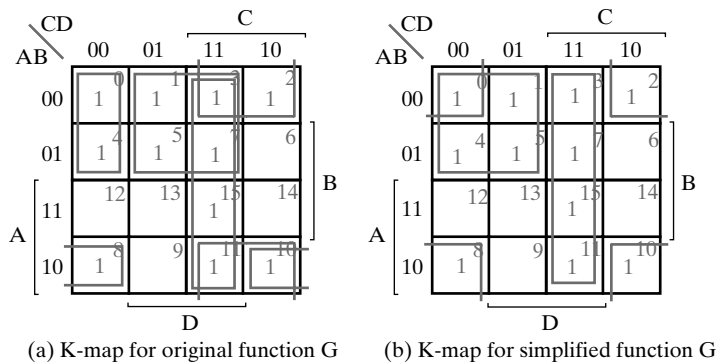 CD
C
AB
00 01 11 10
00
1 0 1 1 1 3 1 2
01
1 4 1 5 1 7 6
B
A
11
12 13 1 15 14
10
1 8 9 1 11 1 10
D
(a) K-map for original function G
CD
C
AB
00 01 11 10
00
1 0 1 1 1 3 1 2
01
1 4 1 5 1 7 6
B
A
11
12 13 1 15 14
10
1 8 9 1 11 1 10
D
(b) K-map for simplified function G